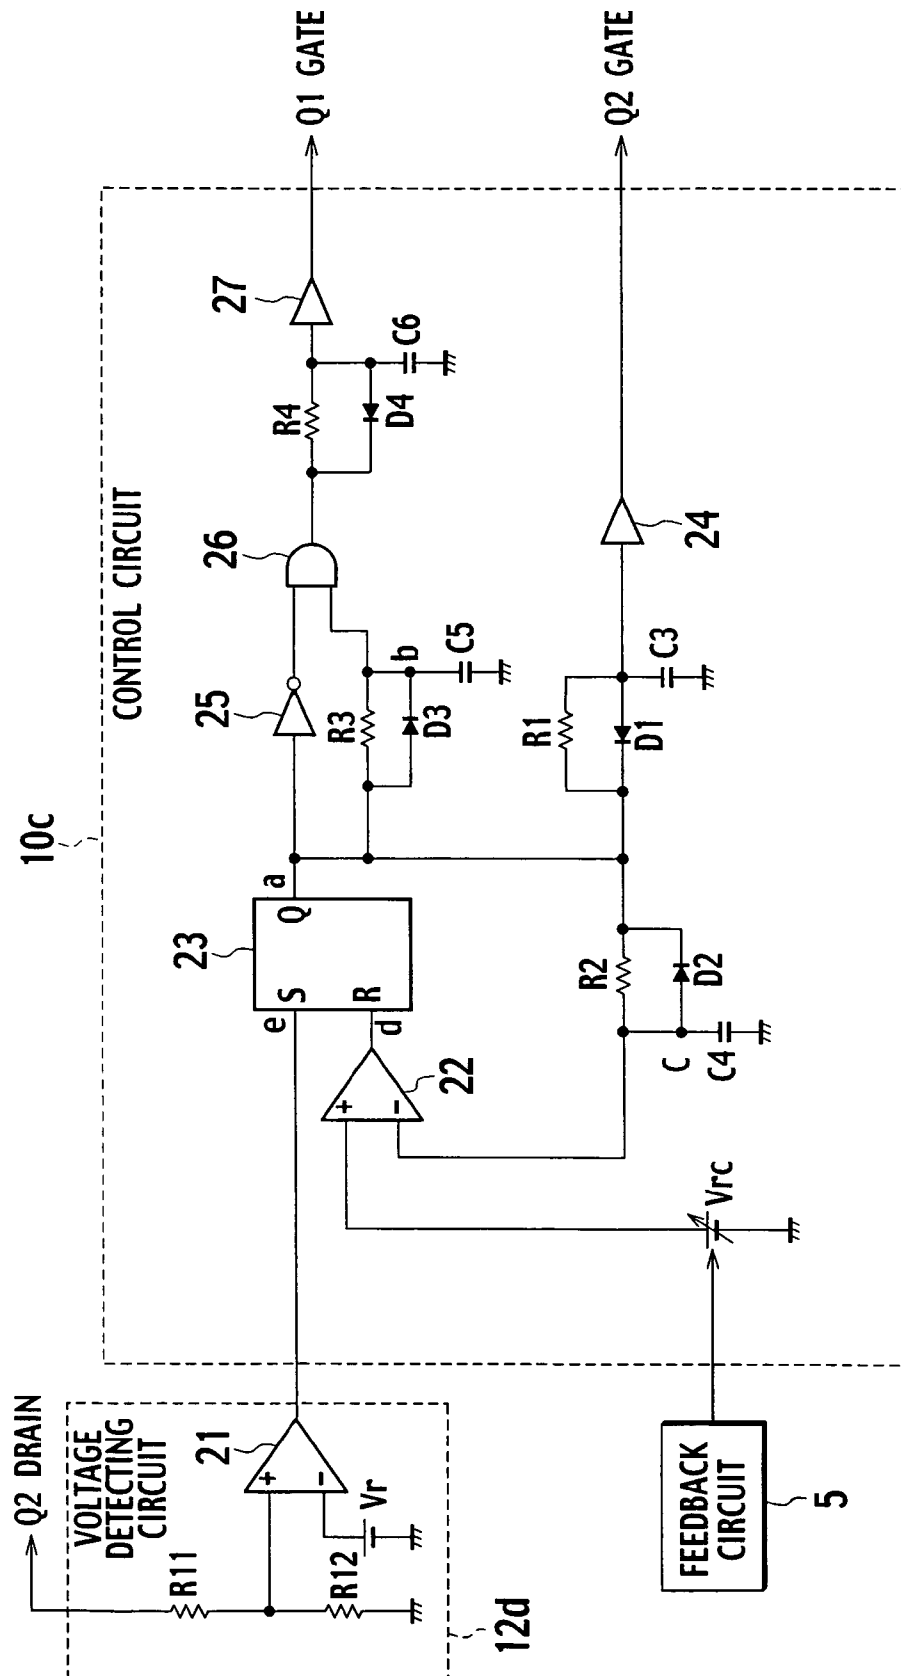 Q2 DRAIN
VOLTAGE
DETECTING
CIRCUIT
R11
R12
+
−
21
Vr
12d
FEEDBACK
CIRCUIT
5
Vrc
10c
CONTROL CIRCUIT
+
−
22
d
e
S
R
Q
23
a
C
C4
R2
D2
25
R3
D3
b
C5
26
R1
D1
C3
24
R4
D4
C6
27
Q1 GATE
Q2 GATE